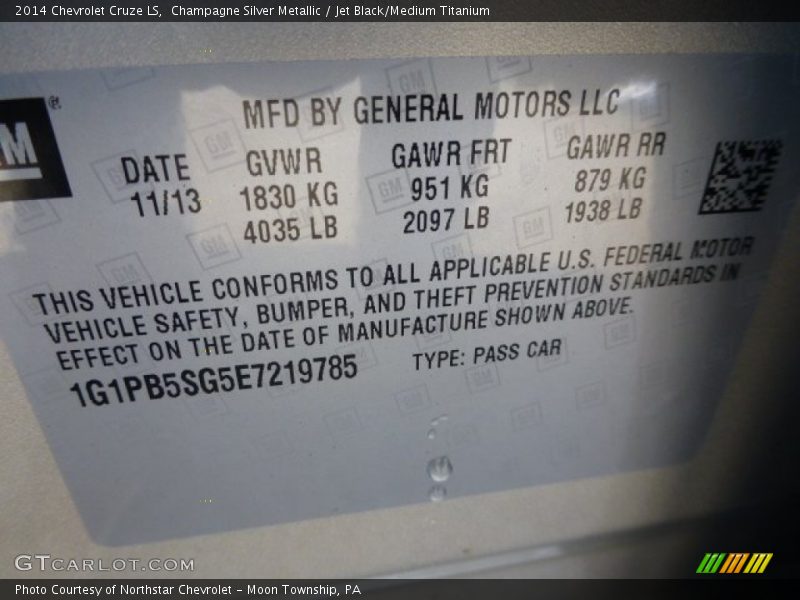 2014 Chevrolet Cruze LS,  Champagne Silver Metallic / Jet Black/Medium Titanium
GM ®
MFD BY GENERAL MOTORS LLC
DATE GVWR GAWR FRT GAWR RR
11/13 1830 KG 951 KG 879 KG
4035 LB 2097 LB 1938 LB
THIS VEHICLE CONFORMS TO ALL APPLICABLE U.S. FEDERAL MOTOR
VEHICLE SAFETY, BUMPER, AND THEFT PREVENTION STANDARDS IN
EFFECT ON THE DATE OF MANUFACTURE SHOWN ABOVE.
1G1PB5SG5E7219785 TYPE: PASS CAR
GTCARLOT.COM
Photo Courtesy of Northstar Chevrolet – Moon Township, PA